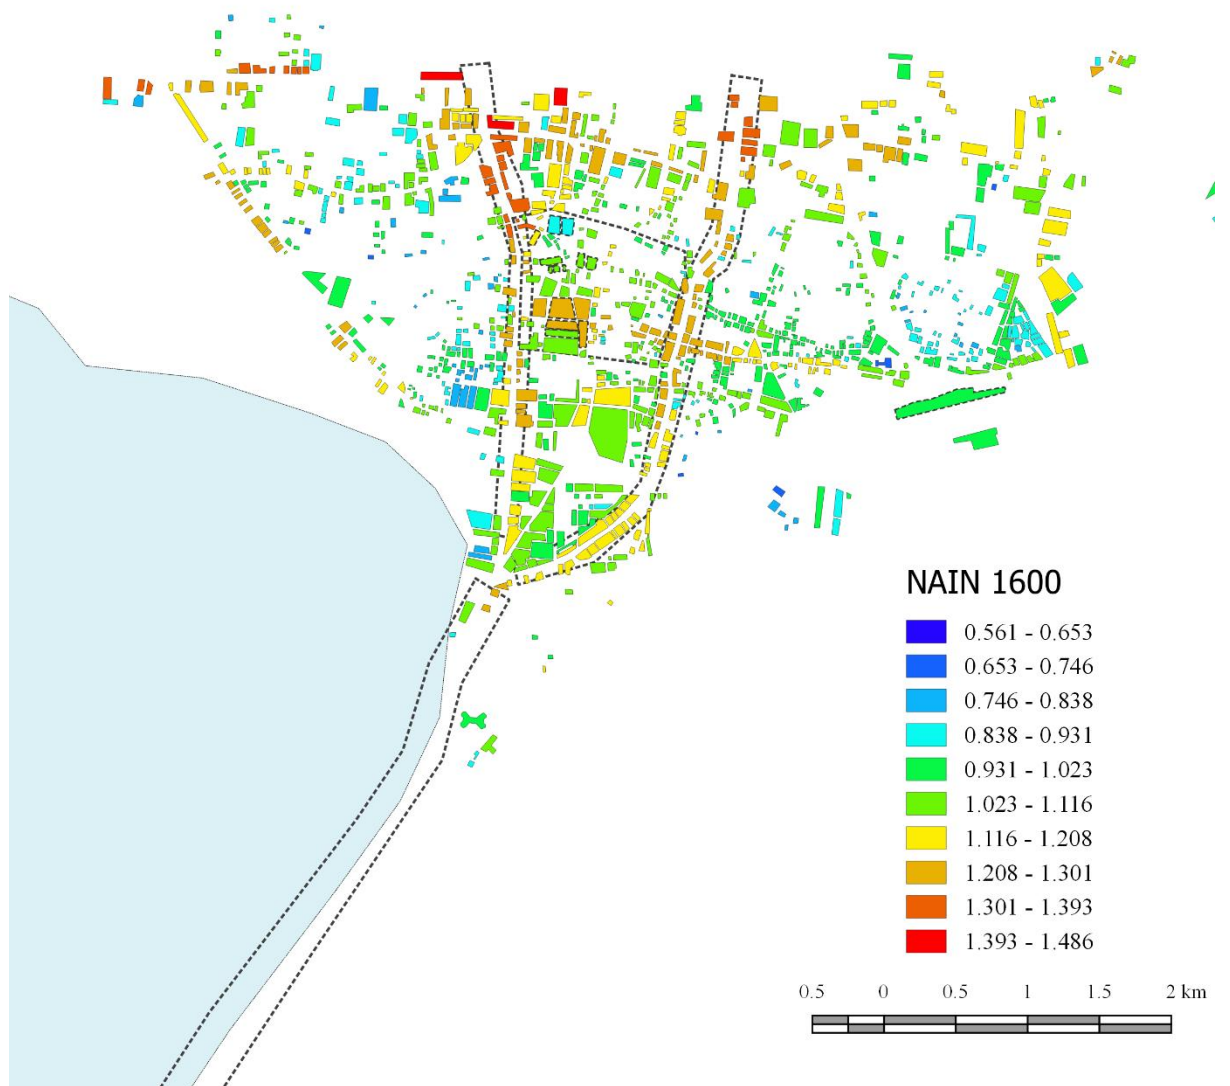 NAIN 1600
0.561 - 0.653
0.653 - 0.746
0.746 - 0.838
0.838 - 0.931
0.931 - 1.023
1.023 - 1.116
1.116 - 1.208
1.208 - 1.301
1.301 - 1.393
1.393 - 1.486
0.5 0 0.5 1 1.5 2 km